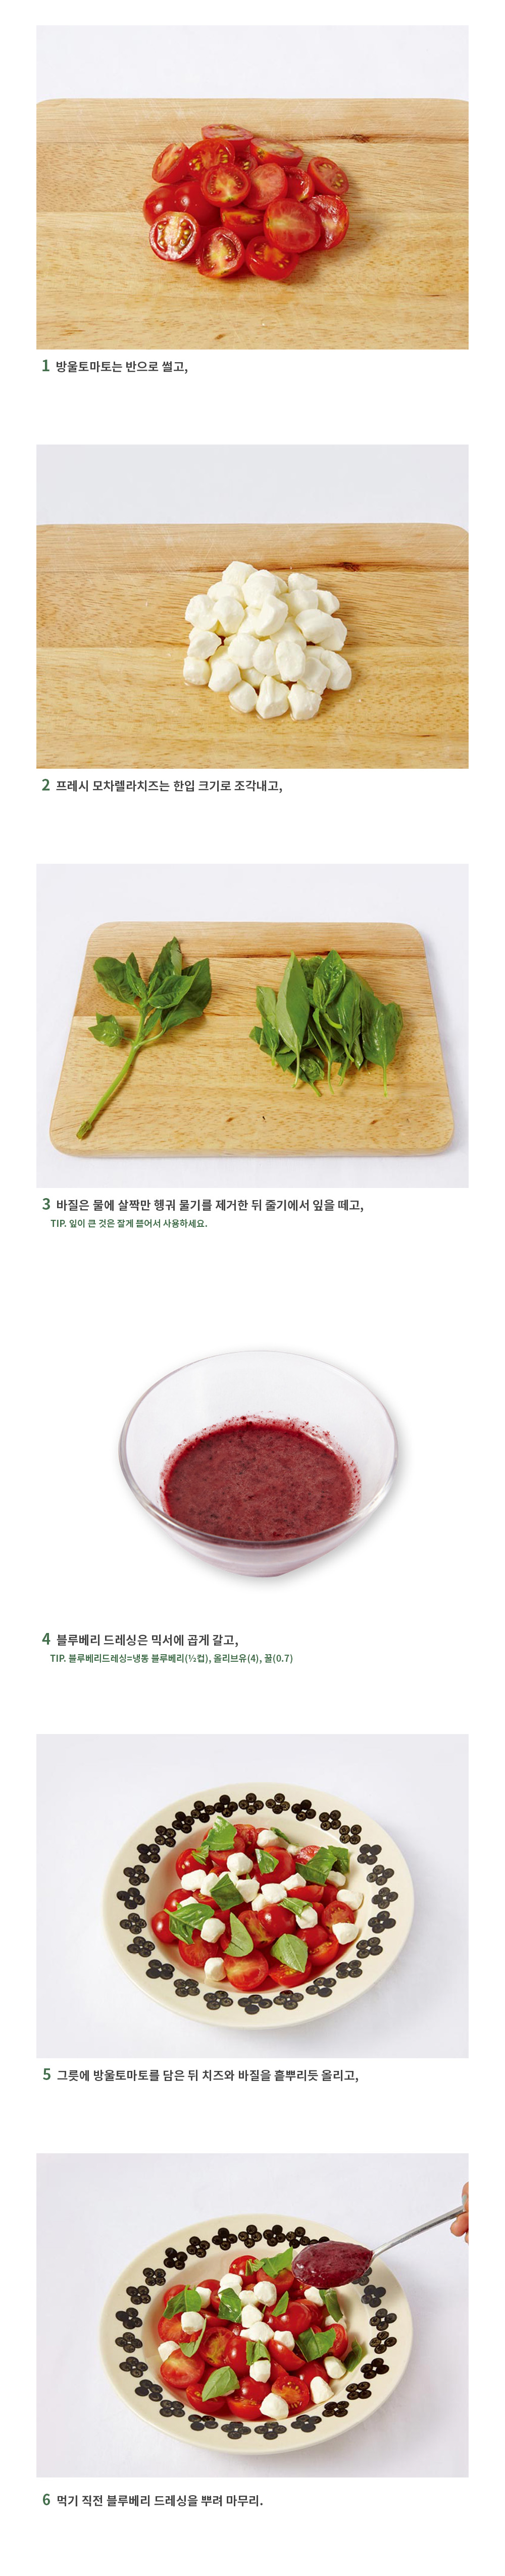 1 방울토마토는 반으로 썰고,
2 프레시 모차렐라치즈는 한입 크기로 조각내고,
3 바질은 물에 살짝만 헹궈 물기를 제거한 뒤 줄기에서 잎을 떼고,
TIP. 잎이 큰 것은 잘게 뜯어서 사용하세요.
4 블루베리 드레싱은 믹서에 곱게 갈고,
TIP. 블루베리드레싱=냉동 블루베리(½컵), 올리브유(4), 꿀(0.7)
5 그릇에 방울토마토를 담은 뒤 치즈와 바질을 흩뿌리듯 올리고,
6 먹기 직전 블루베리 드레싱을 뿌려 마무리.